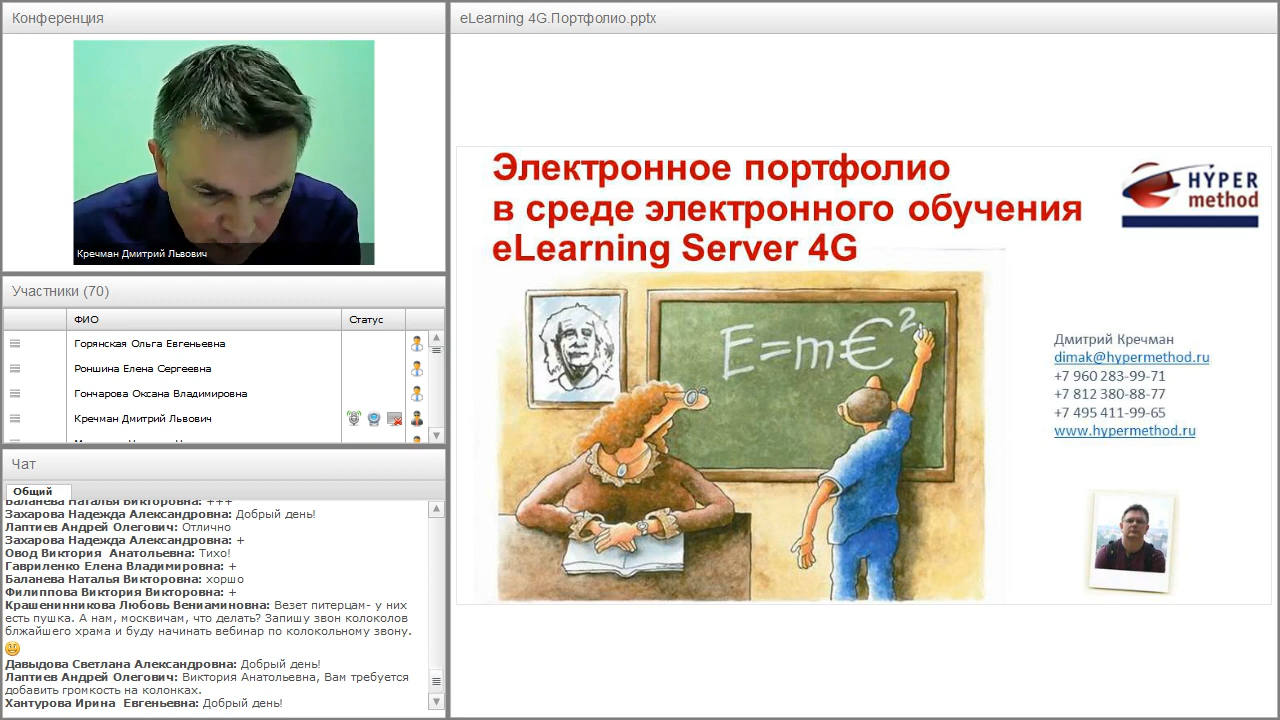 Конференция
Кречман Дмитрий Львович
Участники (70)
ФИО
Статус
Горянская Ольга Евгеньевна
Роншина Елена Сергеевна
Гончарова Оксана Владимировна
Кречман Дмитрий Львович
Чат
Общий
Баланева Наталья Викторовна: +++
Захарова Надежда Александровна: Добрый день!
Лаптиев Андрей Олегович: Отлично
Захарова Надежда Александровна: +
Овод Виктория Анатольевна: Тихо!
Гавриленко Елена Владимировна: +
Баланева Наталья Викторовна: хоршо
Филиппова Виктория Викторовна: +
Крашенинникова Любовь Вениаминовна: Везет питерцам- у них
есть пушка. А нам, москвичам, что делать? Запишу звон колоколов
блжайшего храма и буду начинать вебинар по колокольному звону.
Давыдова Светлана Александровна: Добрый день!
Лаптиев Андрей Олегович: Виктория Анатольевна, Вам требуется
добавить громкость на колонках.
Хантурова Ирина Евгеньевна: Добрый день!
eLearning 4G.Портфолио.pptx
Электронное портфолио
в среде электронного обучения
eLearning Server 4G
HYPER
method
E=m€²
Дмитрий Кречман
dimak@hypermethod.ru
+7 960 283-99-71
+7 812 380-88-77
+7 495 411-99-65
www.hypermethod.ru